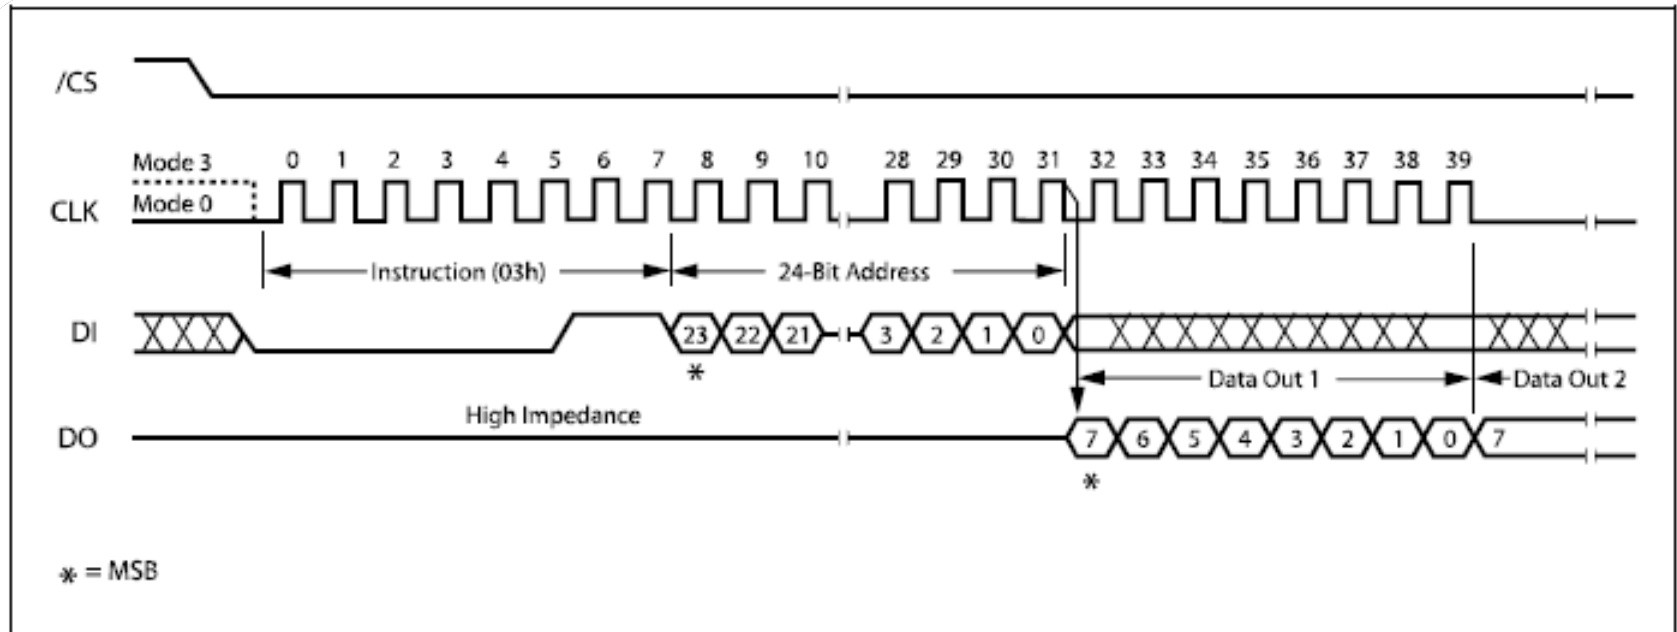 /CS
Mode 3 0 1 2 3 4 5 6 7 8 9 10 28 29 30 31 32 33 34 35 36 37 38 39
CLK Mode 0
Instruction (03h) 24-Bit Address
DI 23 22 21 3 2 1 0
* Data Out 1 Data Out 2
High Impedance
DO 7 6 5 4 3 2 1 0 7
*
* = MSB